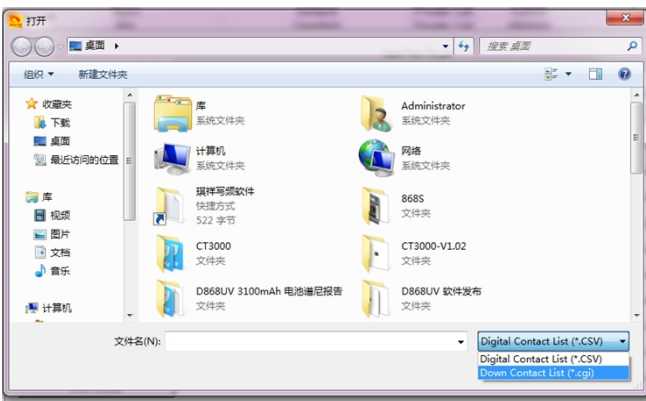 打开
桌面
搜索 桌面
组织
新建文件夹
收藏夹
下载
桌面
最近访问的位置
库
视频
图片
文档
音乐
计算机
库
系统文件夹
Administrator
系统文件夹
计算机
系统文件夹
网络
系统文件夹
琪祥写频软件
快捷方式
522 字节
868S
文件夹
CT3000
文件夹
CT3000-V1.02
文件夹
D868UV 3100mAh 电池谱尼报告
文件夹
D868UV 软件发布
文件夹
文件名(N):
Digital Contact List (*.CSV)
Digital Contact List (*.CSV)
Down Contact List (*.cgi)